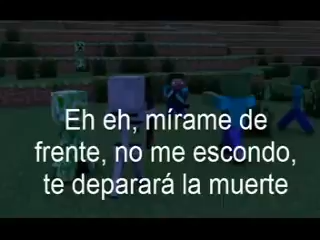 Eh eh, mírame de
frente, no me escondo,
te deparará la muerte